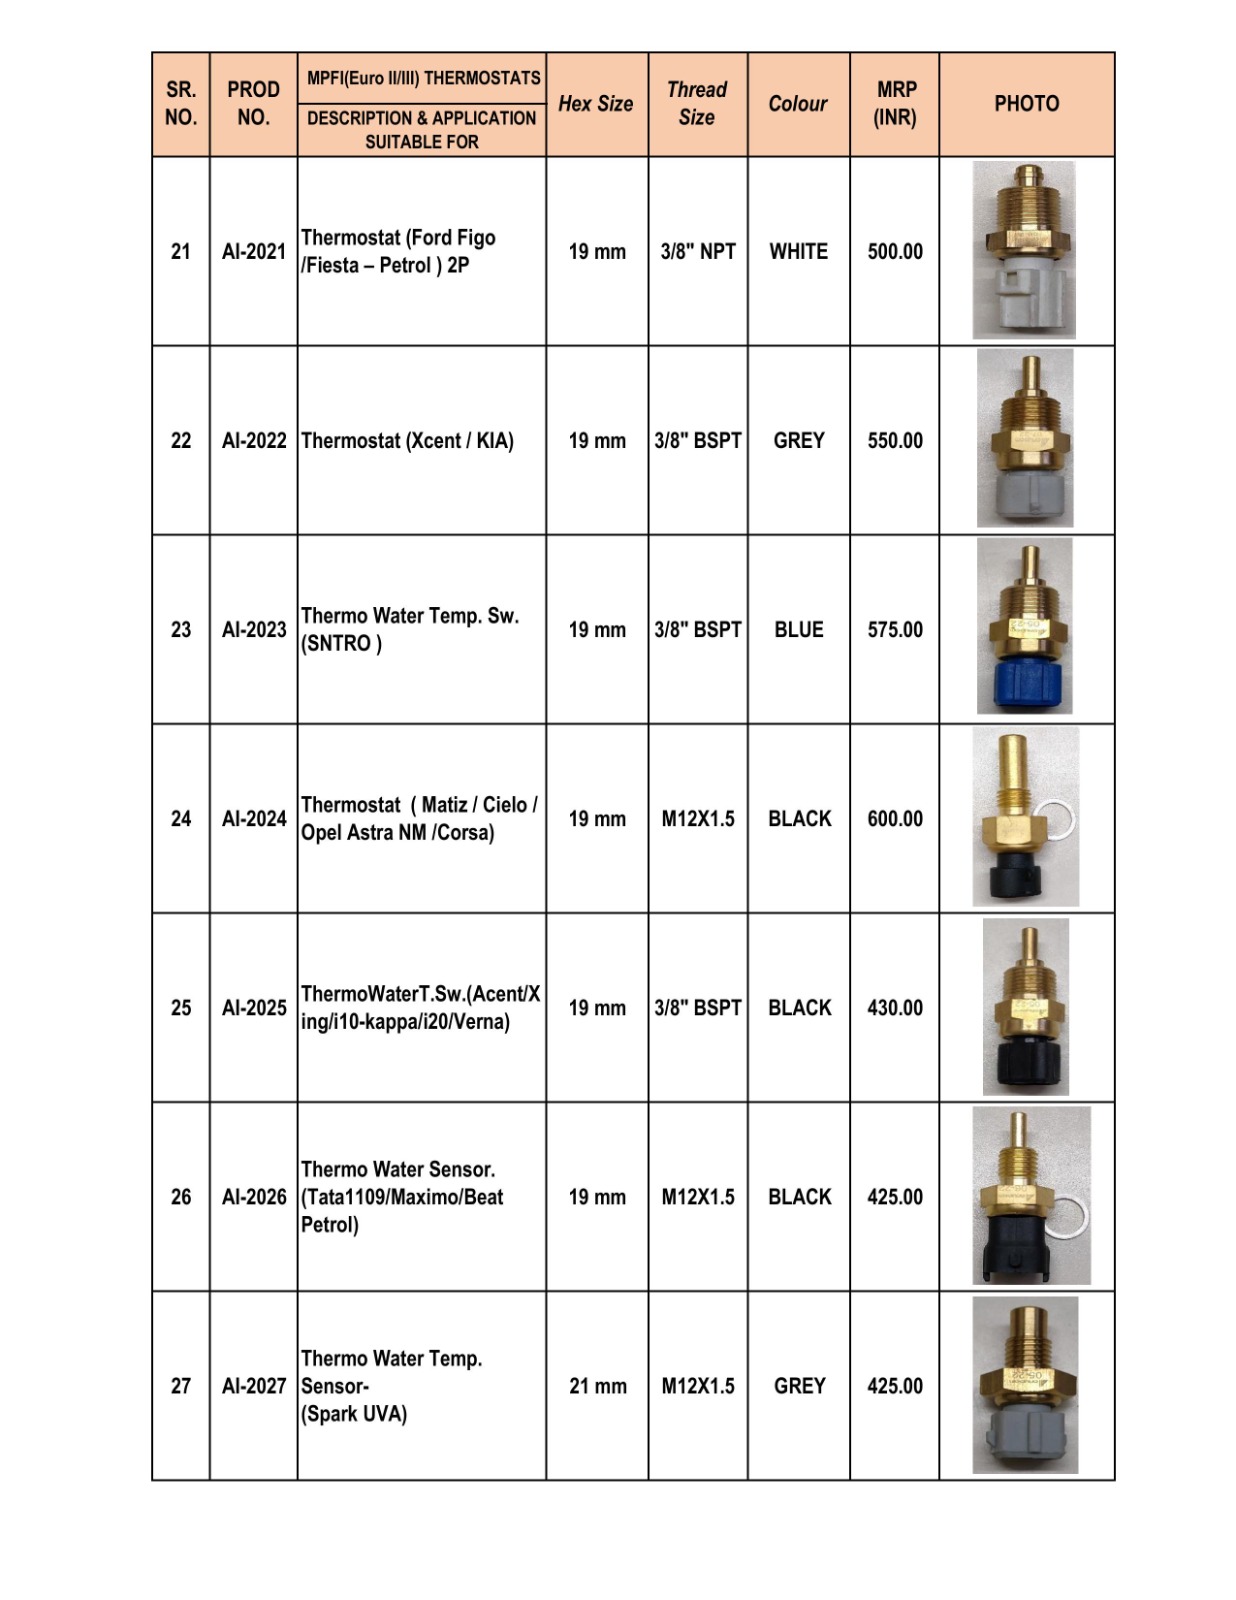 SR. NO.
PROD NO.
MPFI(Euro II/III) THERMOSTATS
DESCRIPTION & APPLICATION
SUITABLE FOR
Hex Size
Thread Size
Colour
MRP (INR)
PHOTO
21 AI-2021 Thermostat (Ford Figo
/Fiesta – Petrol ) 2P
19 mm 3/8" NPT WHITE 500.00
22 AI-2022 Thermostat (Xcent / KIA) 19 mm 3/8" BSPT GREY 550.00
23 AI-2023 Thermo Water Temp. Sw.
(SNTRO )
19 mm 3/8" BSPT BLUE 575.00
24 AI-2024 Thermostat ( Matiz / Cielo /
Opel Astra NM /Corsa)
19 mm M12X1.5 BLACK 600.00
25 AI-2025 ThermoWaterT.Sw.(Acent/X
ing/i10-kappa/i20/Verna)
19 mm 3/8" BSPT BLACK 430.00
26 AI-2026 Thermo Water Sensor.
(Tata1109/Maximo/Beat
Petrol)
19 mm M12X1.5 BLACK 425.00
27 AI-2027 Thermo Water Temp.
Sensor-
(Spark UVA)
21 mm M12X1.5 GREY 425.00